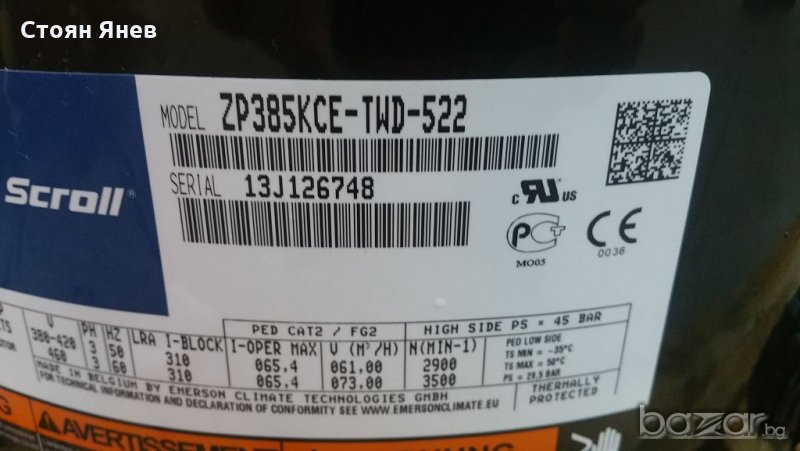 Стоян Янев
MODEL ZP385KCE-TWD-522
SERIAL 13J126748
Scroll®
c RU US
PCT
MO05
CE
0036
V PH HZ LRA I-BLOCK
380-420 3 50 310
460 3 60 310
PED CAT2 / FG2
I-OPER MAX V (M³/H)
065.4 061.00
065.4 073.00
HIGH SIDE PS = 45 BAR
N(MIN-1)
2900
3500
PED LOW SIDE
TS MIN = -35°C
TS MAX = 50°C
PS = 29.5 BAR
THERMALLY
PROTECTED
MADE IN BELGIUM BY EMERSON CLIMATE TECHNOLOGIES GMBH
FOR TECHNICAL INFORMATION AND DECLARATION OF CONFORMITY SEE WWW.EMERSONCLIMATE.EU
AVERTISSEMENT
bazar.bg